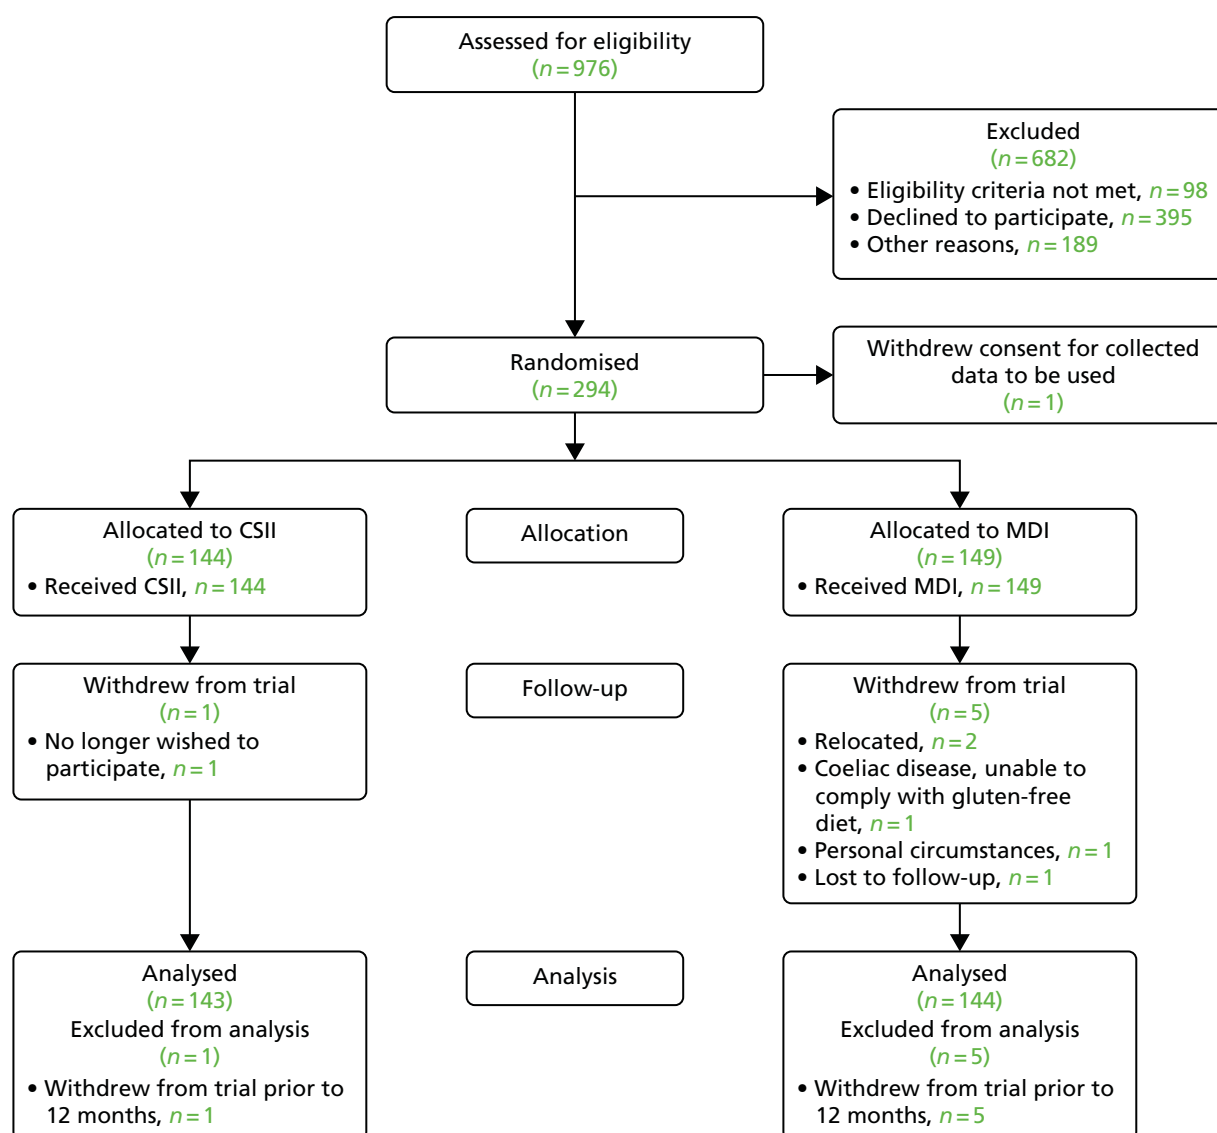 Assessed for eligibility
(n=976)
Excluded
(n=682)
• Eligibility criteria not met, n=98
• Declined to participate, n=395
• Other reasons, n=189
Randomised
(n=294)
Withdrew consent for collected
data to be used
(n=1)
Allocated to CSII
(n=144)
• Received CSII, n=144
Allocation
Allocated to MDI
(n=149)
• Received MDI, n=149
Withdrew from trial
(n=1)
• No longer wished to
participate, n=1
Follow-up
Withdrew from trial
(n=5)
• Relocated, n=2
• Coeliac disease, unable to
comply with gluten-free
diet, n=1
• Personal circumstances, n=1
• Lost to follow-up, n=1
Analysed
(n=143)
Excluded from analysis
(n=1)
• Withdrew from trial prior to
12 months, n=1
Analysis
Analysed
(n=144)
Excluded from analysis
(n=5)
• Withdrew from trial prior to
12 months, n=5